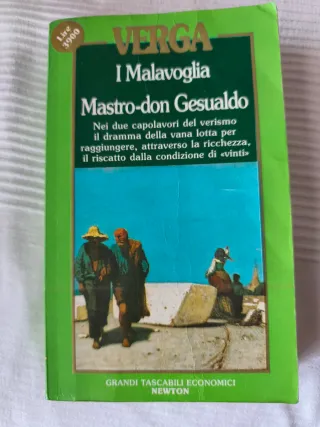 Lire
3900
VERGA
I Malavoglia
Mastro-don Gesualdo
Nei due capolavori del verismo
il dramma della vana lotta per
raggiungere, attraverso la ricchezza,
il riscatto dalla condizione di «vinti»
GRANDI TASCABILI ECONOMICI
NEWTON